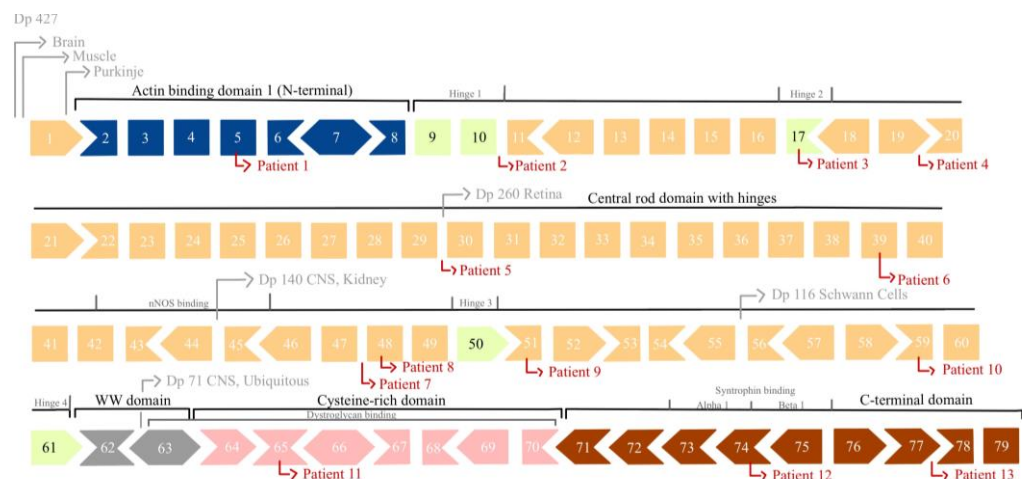 Dp 427
Brain
Muscle
Purkinje
Actin binding domain 1 (N-terminal)
Hinge 1
Hinge 2
1 2 3 4 5 6 7 8 9 10 11 12 13 14 15 16 17 18 19 20
Patient 1
Patient 2
Patient 3
Patient 4
Dp 260 Retina
Central rod domain with hinges
21 22 23 24 25 26 27 28 29 30 31 32 33 34 35 36 37 38 39 40
Patient 5
Patient 6
Dp 140 CNS, Kidney
nNOS binding
Hinge 3
Dp 116 Schwann Cells
41 42 43 44 45 46 47 48 49 50 51 52 53 54 55 56 57 58 59 60
Patient 8
Patient 9
Patient 10
Patient 7
Dp 71 CNS, Ubiquitous
Hinge 4
WW domain
Cysteine-rich domain
Syntrophin binding
Alpha 1
Beta 1
C-terminal domain
Dystroglycan binding
61 62 63 64 65 66 67 68 69 70 71 72 73 74 75 76 77 78 79
Patient 11
Patient 12
Patient 13